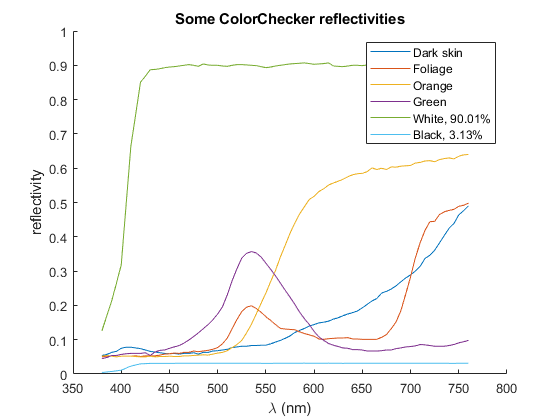 Some ColorChecker reflectivities
1
0.9
0.8
0.7
0.6
0.5
0.4
0.3
0.2
0.1
0
reflectivity
Dark skin
Foliage
Orange
Green
White, 90.01%
Black, 3.13%
350 400 450 500 550 600 650 700 750 800
λ (nm)